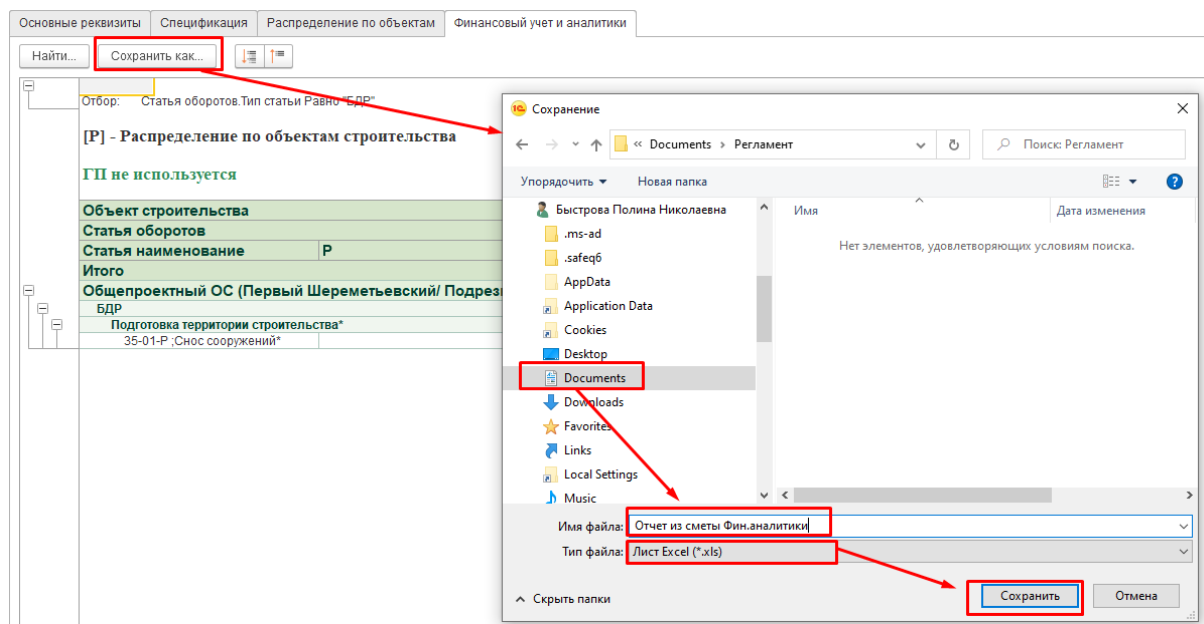 Основные реквизиты Спецификация Распределение по объектам Финансовый учет и аналитики
Найти... Сохранить как...
Отбор: Статья оборотов.Тип статьи Равно "БДР"
[Р] - Распределение по объектам строительства
ГП не используется
Объект строительства
Статья оборотов
Статья наименование Р
Итого
Общепроектный ОС (Первый Шереметьевский/ Подрез
БДР
Подготовка территории строительства*
35-01-Р ;Снос сооружений*
1С Сохранение
« Documents › Регламент Поиск: Регламент
Упорядочить Новая папка
Быстрова Полина Николаевна Имя Дата изменения
.ms-ad
Нет элементов, удовлетворяющих условиям поиска.
.safeq6
AppData
Application Data
Cookies
Desktop
Documents
Downloads
Favorites
Links
Local Settings
Music
Имя файла: Отчет из сметы Фин.аналитики
Тип файла: Лист Excel (*.xls)
Скрыть папки Сохранить Отмена